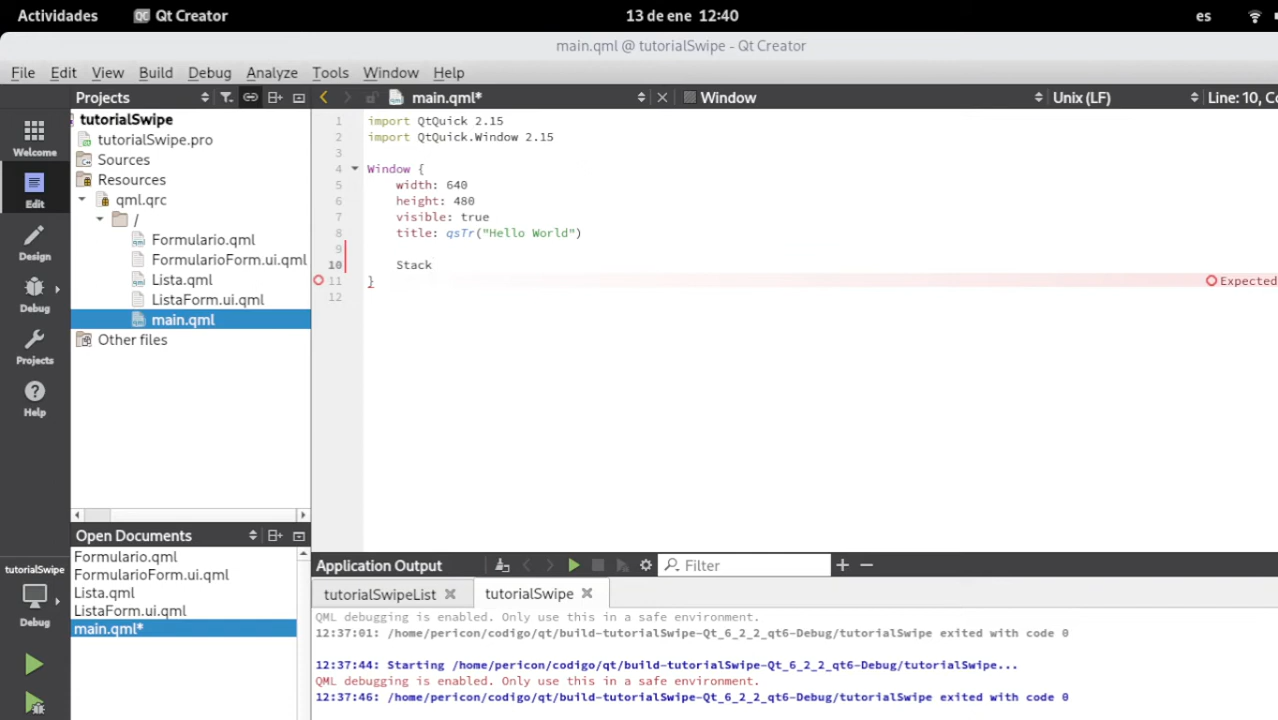 Actividades Qt Creator 13 de ene 12:40 es
main.qml @ tutorialSwipe - Qt Creator
File Edit View Build Debug Analyze Tools Window Help
Projects main.qml* Window Unix (LF) Line: 10, Co
Welcome
Edit
Design
Debug
Projects
Help
tutorialSwipe
Debug
tutorialSwipe
tutorialSwipe.pro
Sources
Resources
qml.qrc
/
Formulario.qml
FormularioForm.ui.qml
Lista.qml
ListaForm.ui.qml
main.qml
Other files
Open Documents
Formulario.qml
FormularioForm.ui.qml
Lista.qml
ListaForm.ui.qml
main.qml*
1 import QtQuick 2.15
2 import QtQuick.Window 2.15
3
4 Window {
5 width: 640
6 height: 480
7 visible: true
8 title: qsTr("Hello World")
9
10 Stack
11 } Expected
12
Application Output Filter
tutorialSwipeList tutorialSwipe
QML debugging is enabled. Only use this in a safe environment.
12:37:01: /home/pericon/codigo/qt/build-tutorialSwipe-Qt_6_2_2_qt6-Debug/tutorialSwipe exited with code 0
12:37:44: Starting /home/pericon/codigo/qt/build-tutorialSwipe-Qt_6_2_2_qt6-Debug/tutorialSwipe...
QML debugging is enabled. Only use this in a safe environment.
12:37:46: /home/pericon/codigo/qt/build-tutorialSwipe-Qt_6_2_2_qt6-Debug/tutorialSwipe exited with code 0